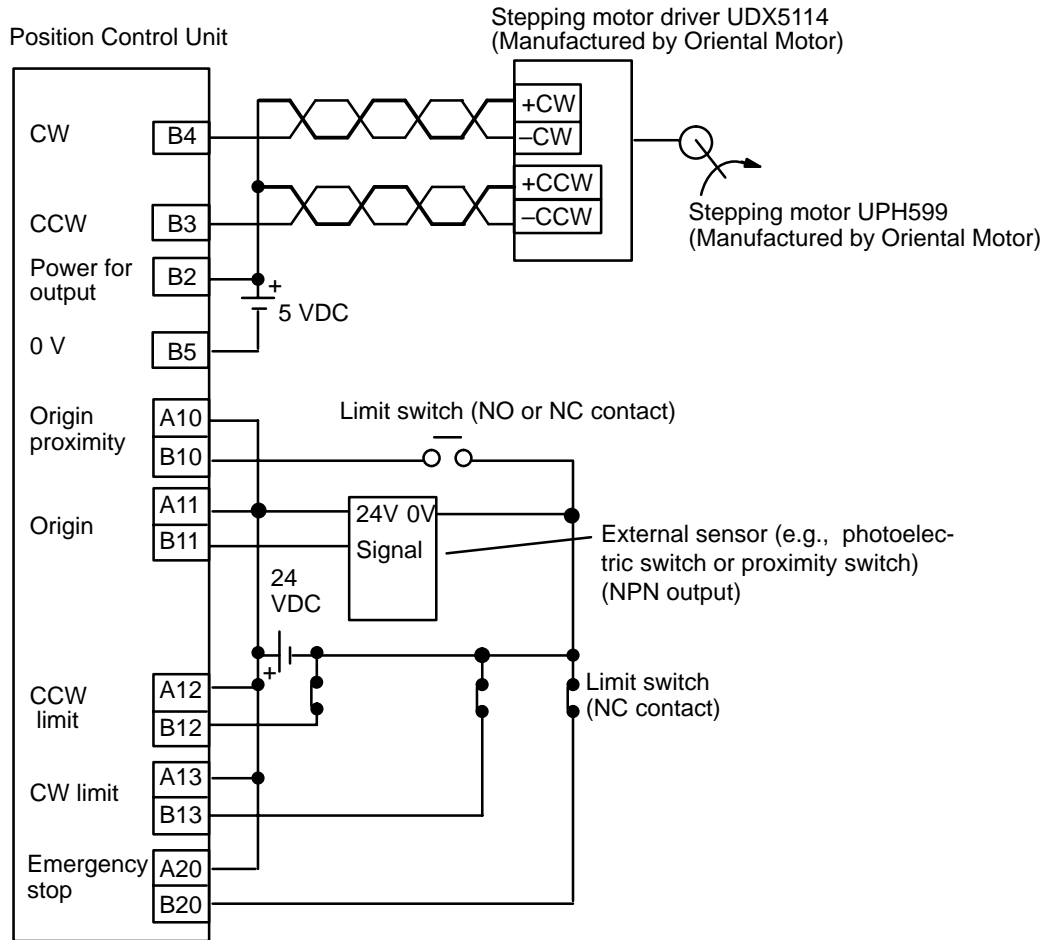 Position Control Unit
Stepping motor driver UDX5114
(Manufactured by Oriental Motor)
CW
B4
+CW
–CW
CCW
B3
+CCW
–CCW
Stepping motor UPH599
(Manufactured by Oriental Motor)
Power for
output
B2
+
5 VDC
0 V
B5
Origin
proximity
A10
B10
Limit switch (NO or NC contact)
Origin
A11
B11
24V 0V
Signal
External sensor (e.g., photoelec-
tric switch or proximity switch)
(NPN output)
24
VDC
+
CCW
limit
A12
B12
Limit switch
(NC contact)
CW limit
A13
B13
Emergency
stop
A20
B20